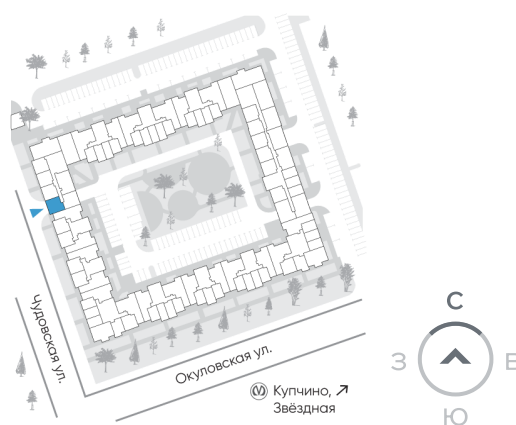 Чудовская ул.
Окуловская ул.
Купчино,
Звёздная
С
З
В
Ю